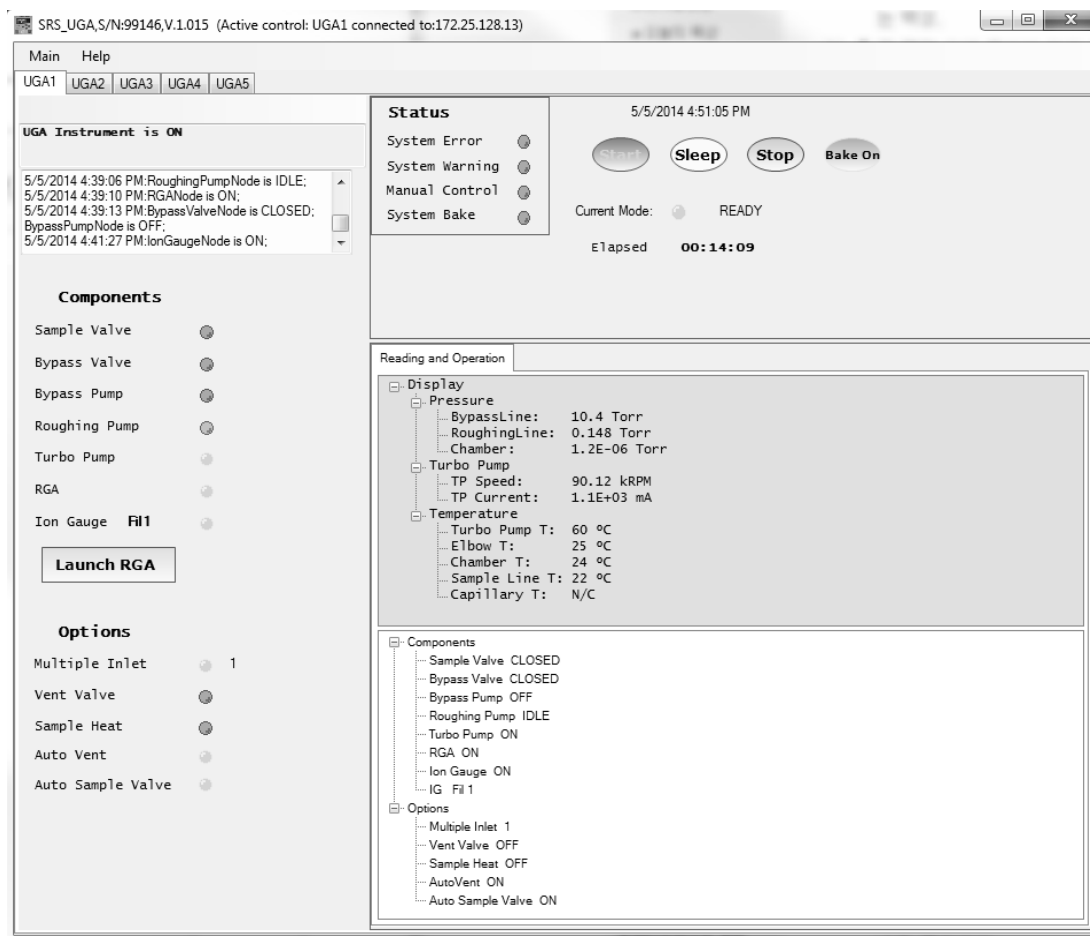 SRS_UGA,S/N:99146,V.1.015 (Active control: UGA1 connected to:172.25.128.13)
Main Help
UGA1 UGA2 UGA3 UGA4 UGA5
UGA Instrument is ON
5/5/2014 4:39:06 PM:RoughingPumpNode is IDLE;
5/5/2014 4:39:10 PM:RGANode is ON;
5/5/2014 4:39:13 PM:BypassValveNode is CLOSED;
BypassPumpNode is OFF;
5/5/2014 4:41:27 PM:IonGaugeNode is ON;
Components
Sample Valve
Bypass Valve
Bypass Pump
Roughing Pump
Turbo Pump
RGA
Ion Gauge Fil1
Launch RGA
Options
Multiple Inlet 1
Vent Valve
Sample Heat
Auto Vent
Auto Sample Valve
Status
System Error
System Warning
Manual Control
System Bake
5/5/2014 4:51:05 PM
Start Sleep Stop Bake On
Current Mode: READY
Elapsed 00:14:09
Reading and Operation
Display
Pressure
BypassLine: 10.4 Torr
RoughingLine: 0.148 Torr
Chamber: 1.2E-06 Torr
Turbo Pump
TP Speed: 90.12 kRPM
TP Current: 1.1E+03 mA
Temperature
Turbo Pump T: 60 ºC
Elbow T: 25 ºC
Chamber T: 24 ºC
Sample Line T: 22 ºC
Capillary T: N/C
Components
Sample Valve CLOSED
Bypass Valve CLOSED
Bypass Pump OFF
Roughing Pump IDLE
Turbo Pump ON
RGA ON
Ion Gauge ON
IG Fil 1
Options
Multiple Inlet 1
Vent Valve OFF
Sample Heat OFF
AutoVent ON
Auto Sample Valve ON